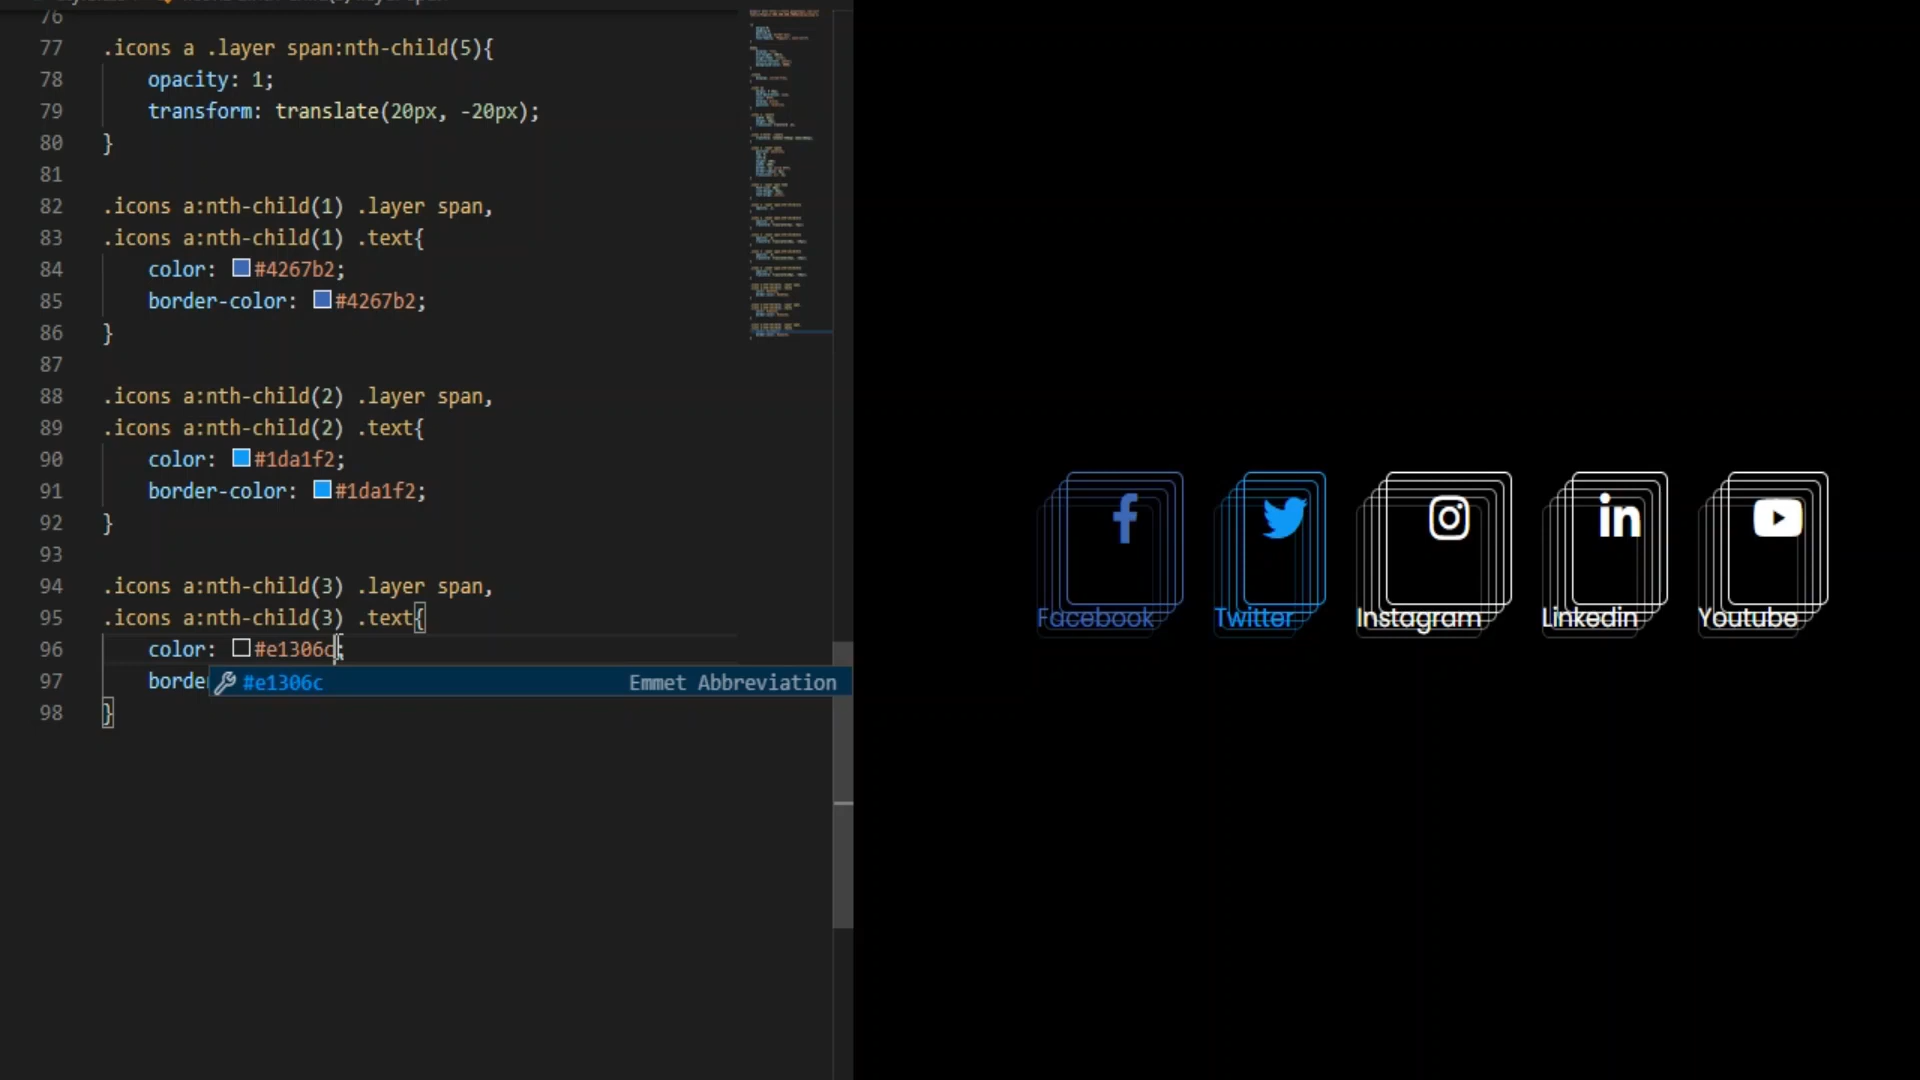 76
77 .icons a .layer span:nth-child(5){
78 opacity: 1;
79 transform: translate(20px, -20px);
80 }
81
82 .icons a:nth-child(1) .layer span,
83 .icons a:nth-child(1) .text{
84 color: #4267b2;
85 border-color: #4267b2;
86 }
87
88 .icons a:nth-child(2) .layer span,
89 .icons a:nth-child(2) .text{
90 color: #1da1f2;
91 border-color: #1da1f2;
92 }
93
94 .icons a:nth-child(3) .layer span,
95 .icons a:nth-child(3) .text{
96 color: #e1306c;
97 borde
#e1306c Emmet Abbreviation
98 }
Facebook
Twitter
Instagram
Linkedin
Youtube